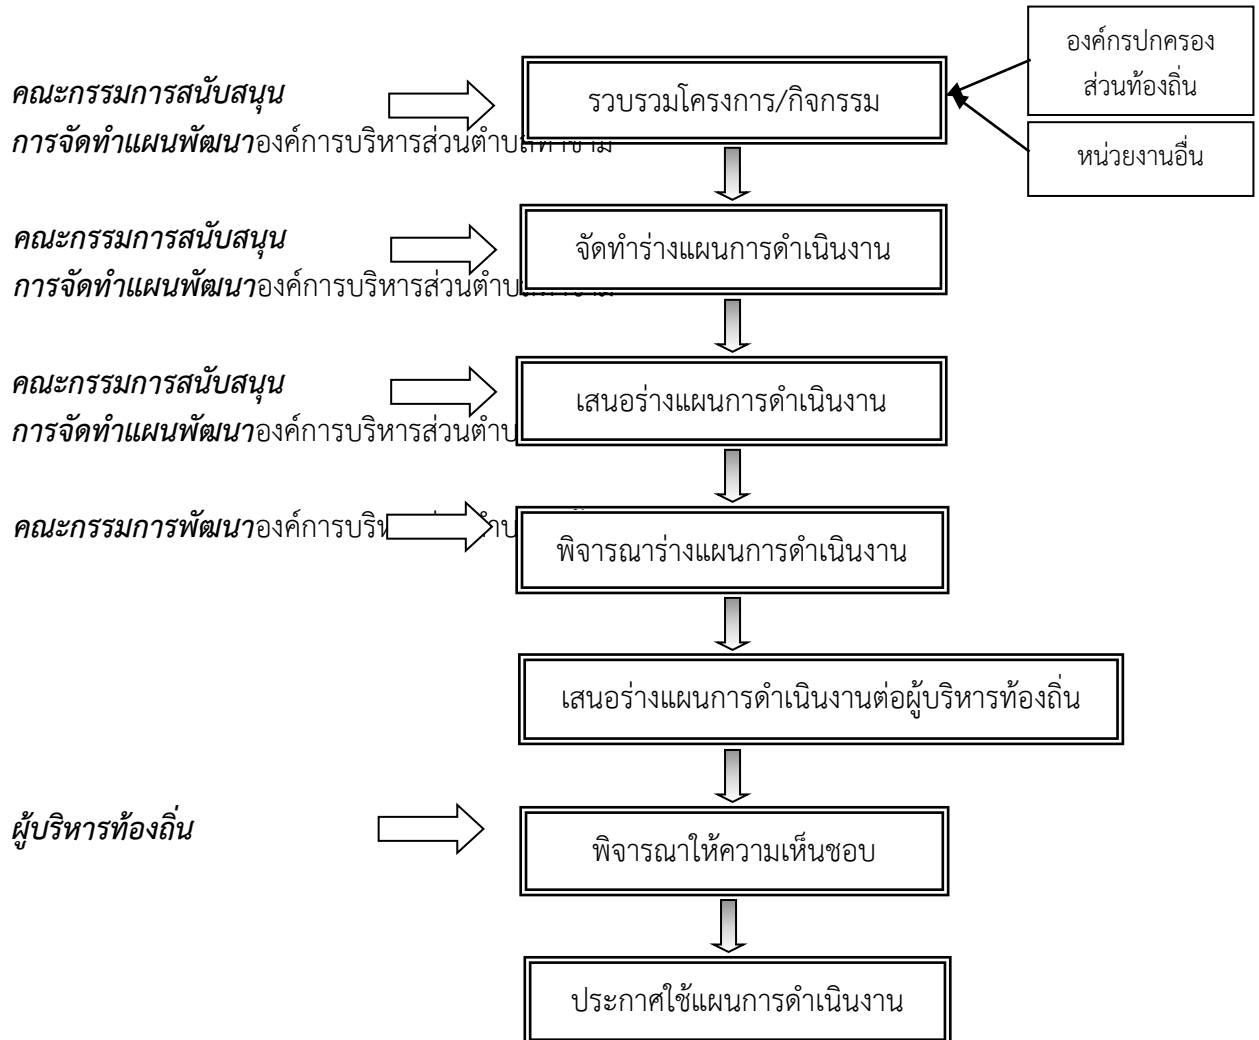 องค์กรปกครอง
ส่วนท้องถิ่น
คณะกรรมการสนับสนุน
รวบรวมโครงการ/กิจกรรม
การจัดทำแผนพัฒนาองค์การบริหารส่วนตำบล
หน่วยงานอื่น
คณะกรรมการสนับสนุน
จัดทำร่างแผนการดำเนินงาน
การจัดทำแผนพัฒนาองค์การบริหารส่วนตำบล
คณะกรรมการสนับสนุน
เสนอร่างแผนการดำเนินงาน
การจัดทำแผนพัฒนาองค์การบริหารส่วนตำบ
คณะกรรมการพัฒนาองค์การบริห
พิจารณาร่างแผนการดำเนินงาน
เสนอร่างแผนการดำเนินงานต่อผู้บริหารท้องถิ่น
ผู้บริหารท้องถิ่น
พิจารณาให้ความเห็นชอบ
ประกาศใช้แผนการดำเนินงาน